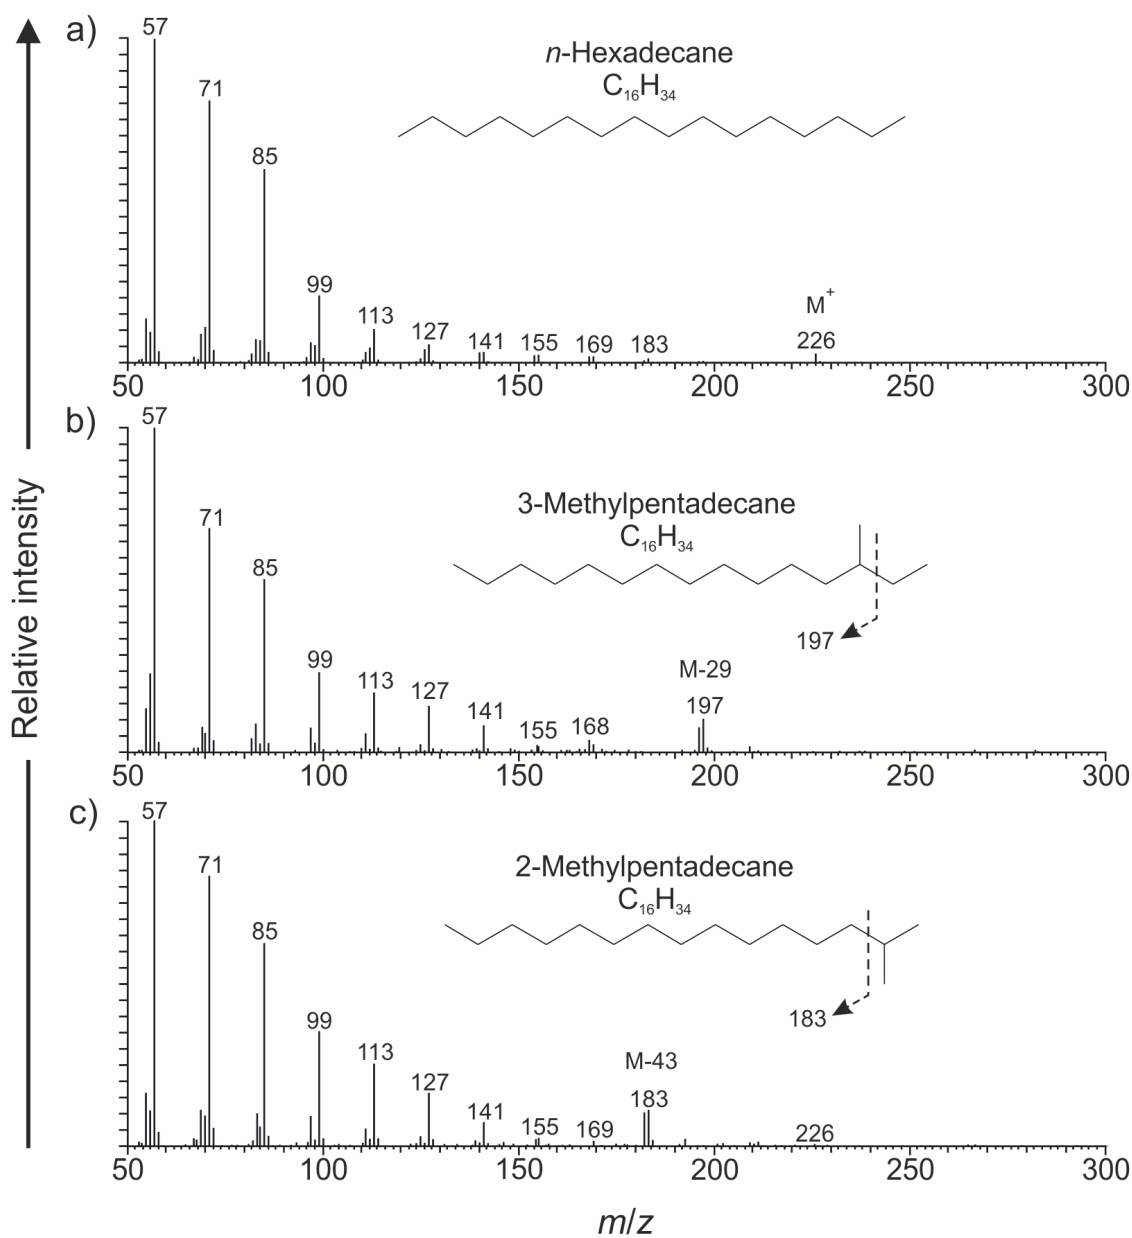 a)
57
n-Hexadecane
C16H34
71
85
99
113
127
141
155
169
183
M+
226
50 100 150 200 250 300
b)
57
3-Methylpentadecane
C16H34
71
85
99
113
127
141
155
168
197
M-29
197
50 100 150 200 250 300
c)
57
2-Methylpentadecane
C16H34
71
85
99
113
127
141
155
169
183
M-43
183
226
50 100 150 200 250 300
m/z
Relative intensity